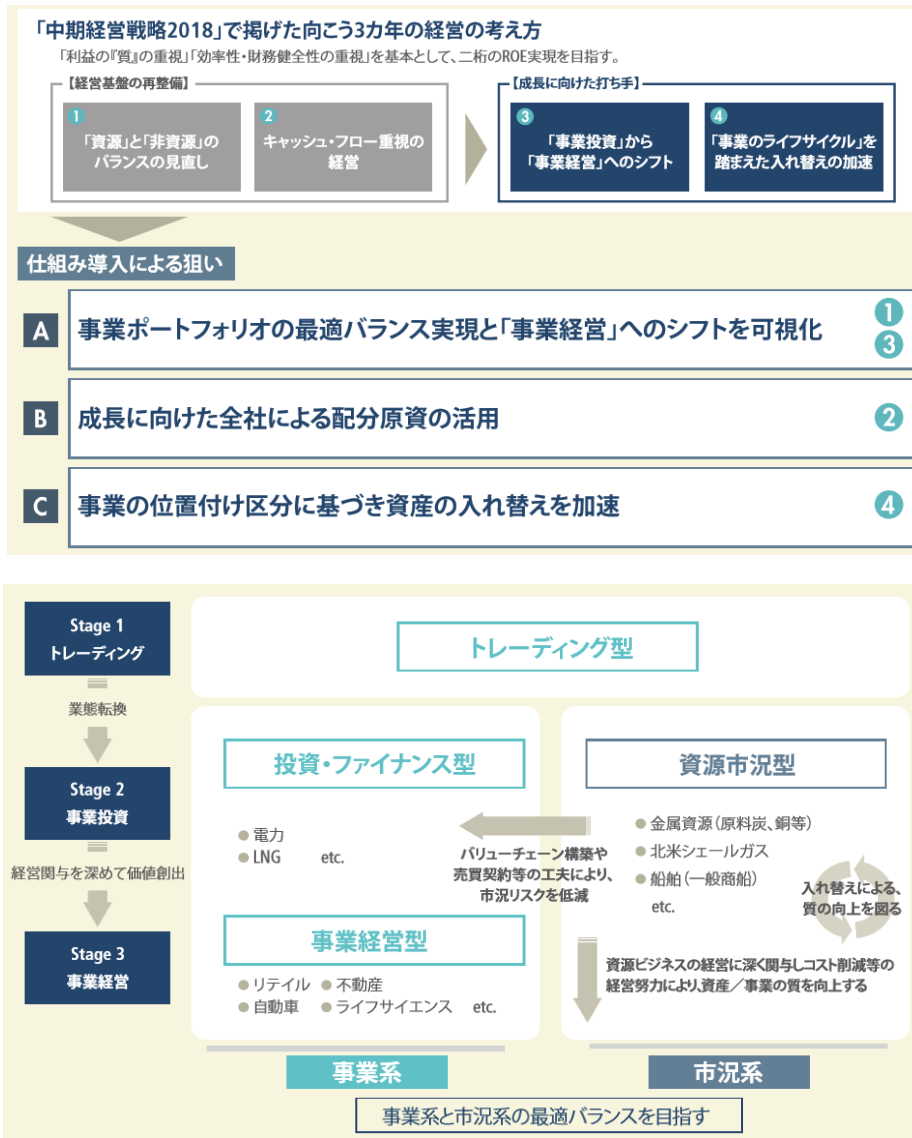 「中期経営戦略2018」で掲げた向こう3カ年の経営の考え方
「利益の『質』の重視」「効率性・財務健全性の重視」を基本として、二桁のROE実現を目指す。
【経営基盤の再整備】
1
「資源」と「非資源」の
バランスの見直し
2
キャッシュ・フロー重視の
経営
【成長に向けた打ち手】
3
「事業投資」から
「事業経営」へのシフト
4
「事業のライフサイクル」を
踏まえた入れ替えの加速
仕組み導入による狙い
A
事業ポートフォリオの最適バランス実現と「事業経営」へのシフトを可視化
1
3
B
成長に向けた全社による配分原資の活用
2
C
事業の位置付け区分に基づき資産の入れ替えを加速
4
Stage 1
トレーディング
業態転換
Stage 2
事業投資
経営関与を深めて価値創出
Stage 3
事業経営
トレーディング型
投資・ファイナンス型
●電力
●LNG etc.
事業経営型
●リテイル ●不動産
●自動車 ●ライフサイエンス etc.
バリューチェーン構築や
売買契約等の工夫により、
市況リスクを低減
資源市況型
●金属資源(原料炭、銅等)
●北米シェールガス
●船舶(一般商船)
etc.
入れ替えによる、
質の向上を図る
資源ビジネスの経営に深く関与しコスト削減等の
経営努力により、資産／事業の質を向上する
事業系
市況系
事業系と市況系の最適バランスを目指す